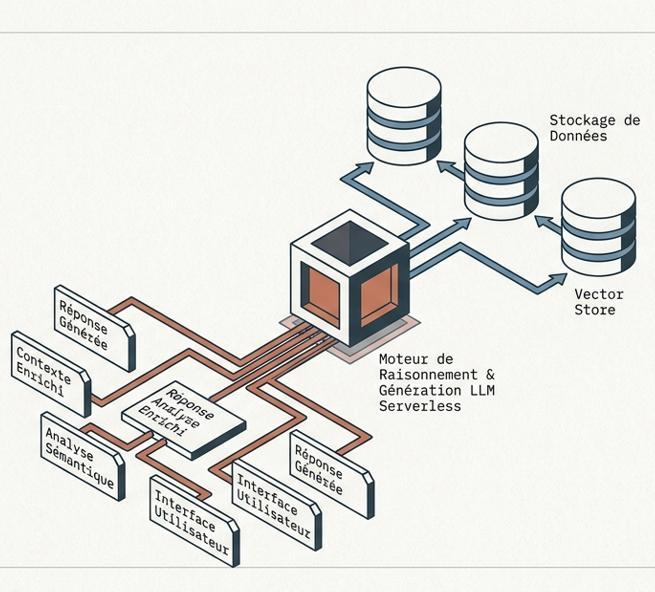 Stockage de
Données
Vector
Store
Moteur de
Raisonnement &
Génération LLM
Serverless
Réponse
Générée
Contexte
Enrichi
Réponse
Analyze
Enrichi
Analyse
Sémantique
Interface
Utilisateur
Interface
Utilisateur
Réponse
Générée